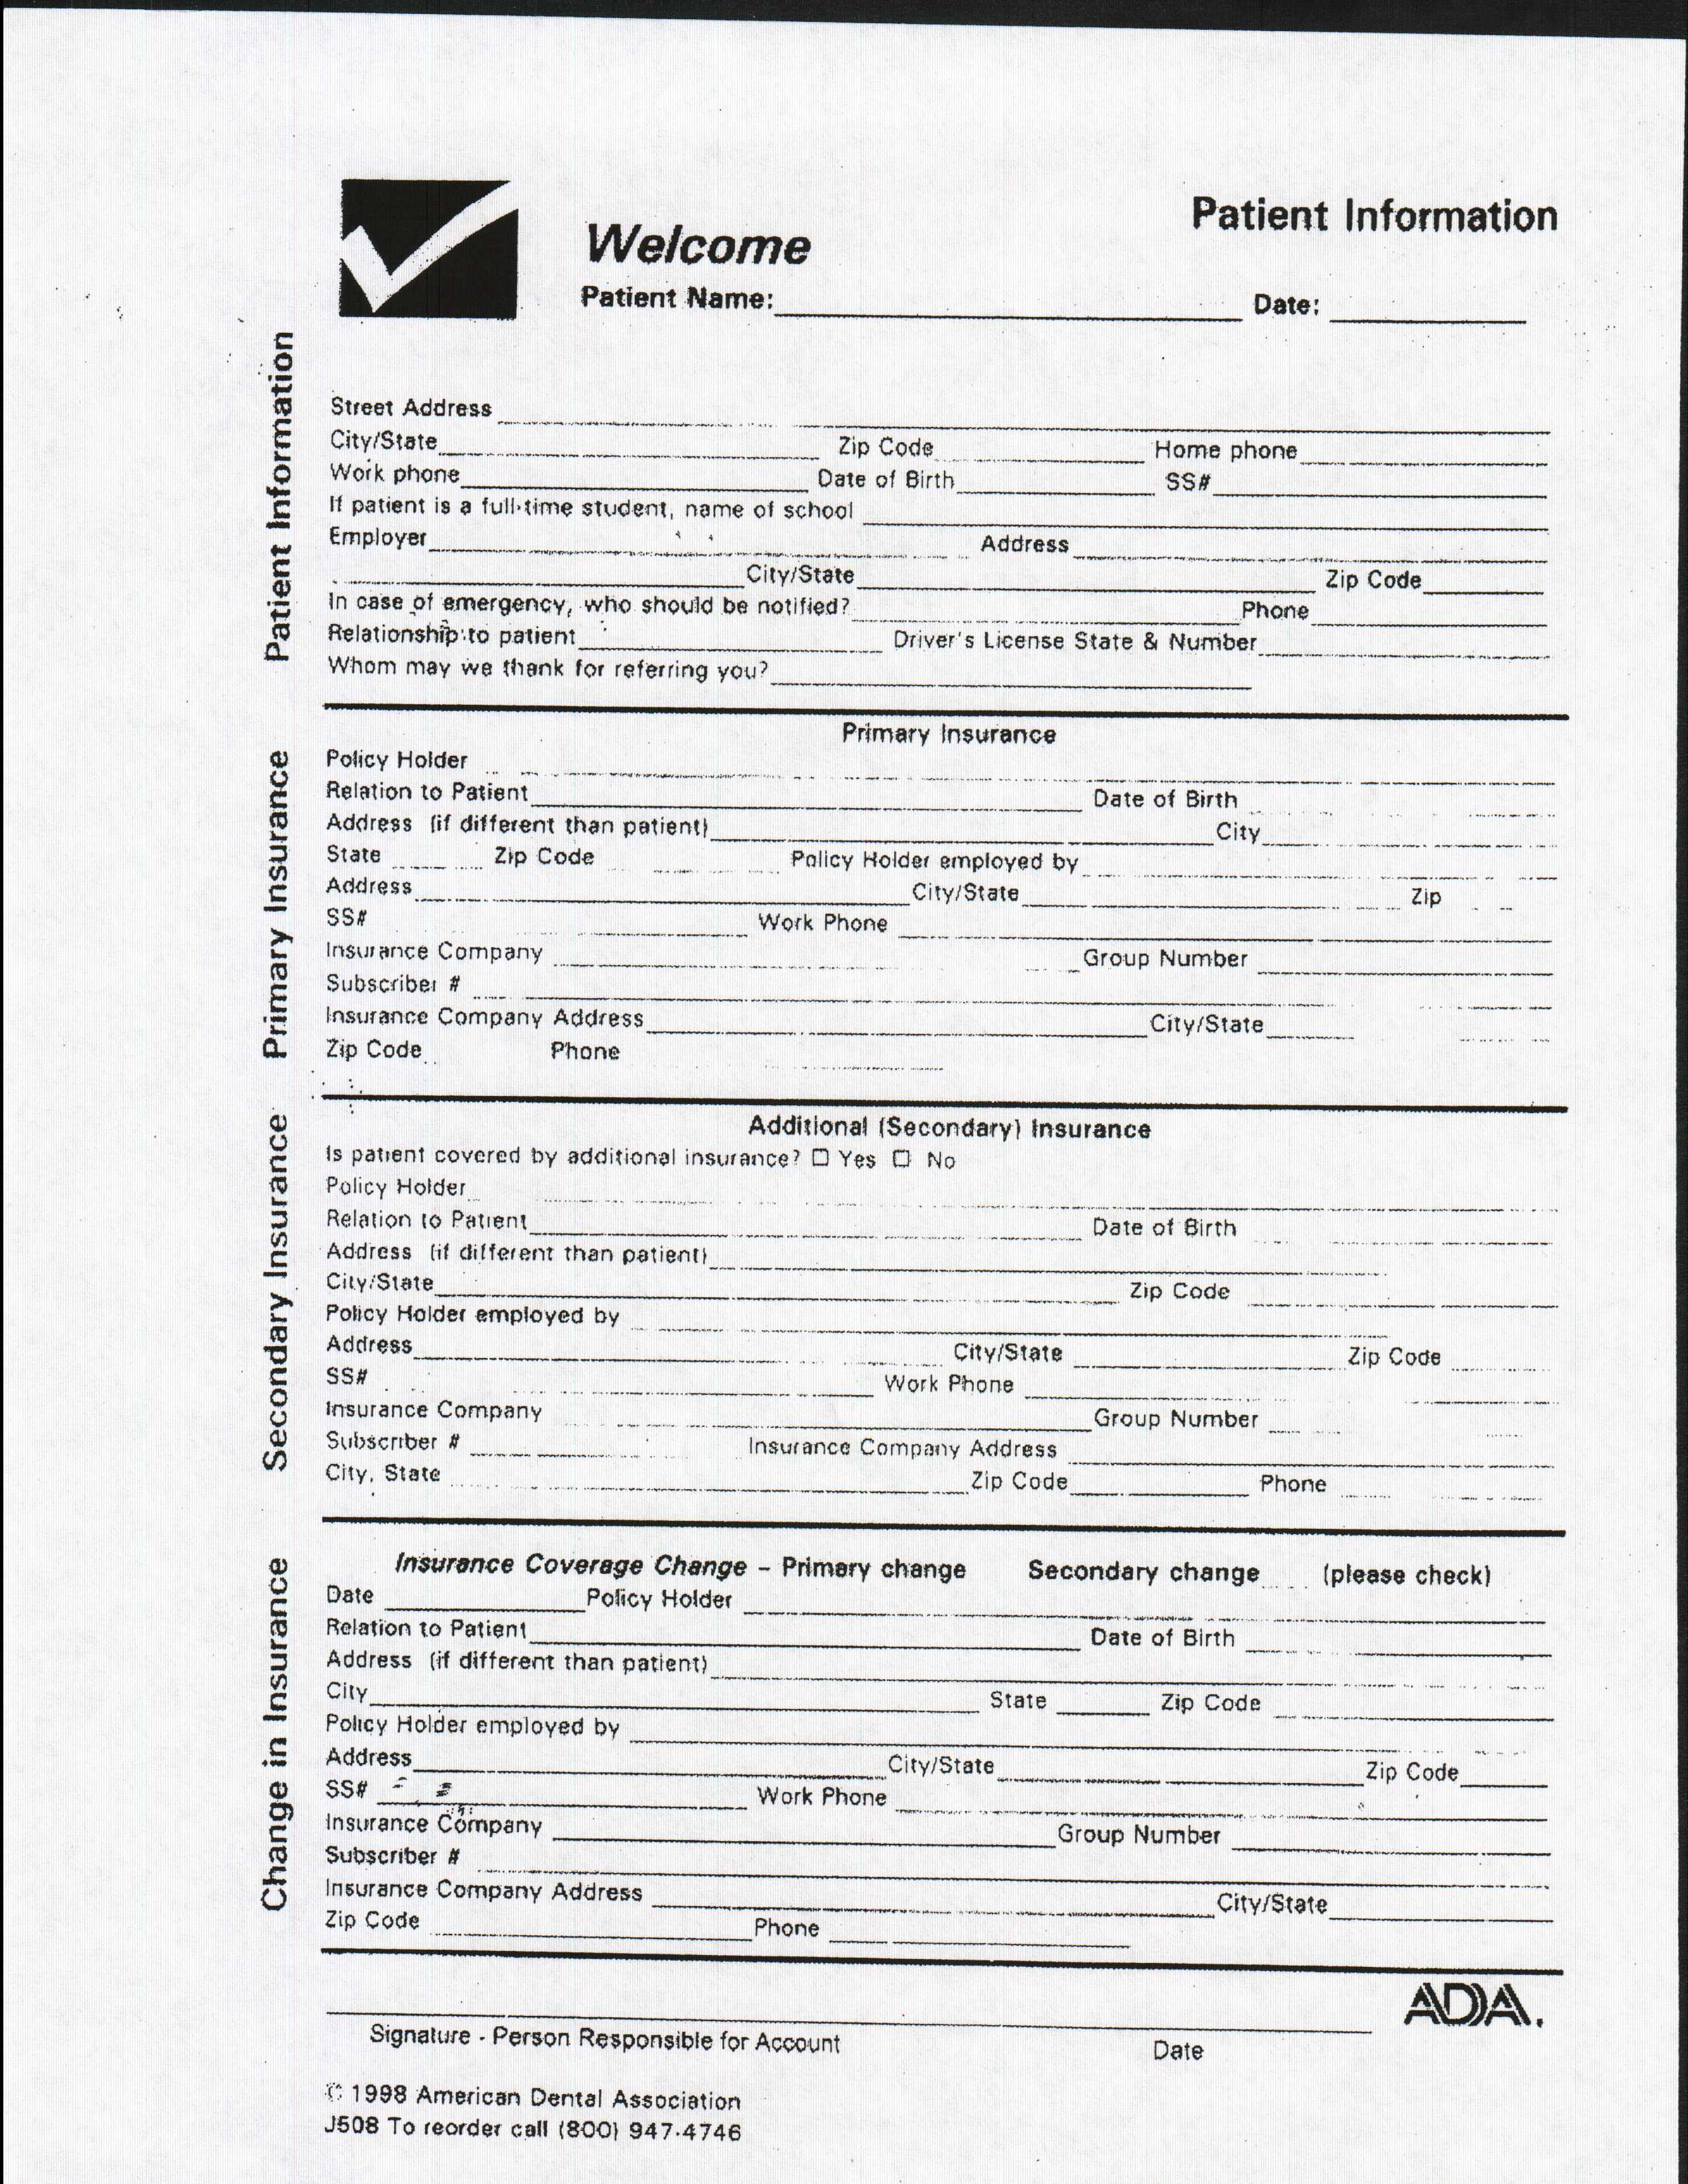 Patient Information
Welcome
Patient Name: Date:
Patient Information
Street Address
City/State Zip Code Home phone
Work phone Date of Birth SS#
If patient is a full-time student, name of school
Employer Address
City/State Zip Code
In case of emergency, who should be notified? Phone
Relationship to patient Driver's License State & Number
Whom may we thank for referring you?
Primary Insurance
Primary Insurance
Policy Holder
Relation to Patient Date of Birth
Address (if different than patient) City
State Zip Code Policy Holder employed by
Address City/State Zip
SS# Work Phone
Insurance Company Group Number
Subscriber #
Insurance Company Address City/State
Zip Code Phone
Secondary Insurance
Additional (Secondary) Insurance
Is patient covered by additional insurance? ☐ Yes ☐ No
Policy Holder
Relation to Patient Date of Birth
Address (if different than patient)
City/State Zip Code
Policy Holder employed by
Address City/State Zip Code
SS# Work Phone
Insurance Company Group Number
Subscriber # Insurance Company Address
City, State Zip Code Phone
Change in Insurance
Insurance Coverage Change – Primary change Secondary change (please check)
Date Policy Holder
Relation to Patient Date of Birth
Address (if different than patient)
City State Zip Code
Policy Holder employed by
Address City/State Zip Code
SS# Work Phone
Insurance Company Group Number
Subscriber #
Insurance Company Address City/State
Zip Code Phone
ADA.
Signature - Person Responsible for Account Date
© 1998 American Dental Association
J508 To reorder call (800) 947-4746